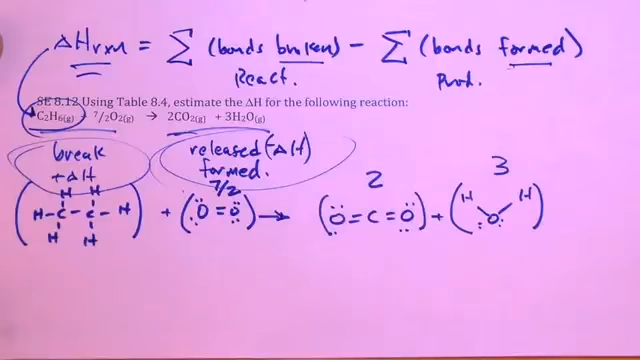 ΔHrxn = Σ (bonds broken) - Σ (bonds formed)
React. Prod.
SE 8.12 Using Table 8.4, estimate the ΔH for the following reaction:
C2H6(g) + 7/2O2(g) → 2CO2(g) + 3H2O(g)
break released (-ΔH)
+ΔH formed.
7/2 2 3
H H H H
(H-C-C-H) + (O=O) → (O=C=O) + (O)
H H